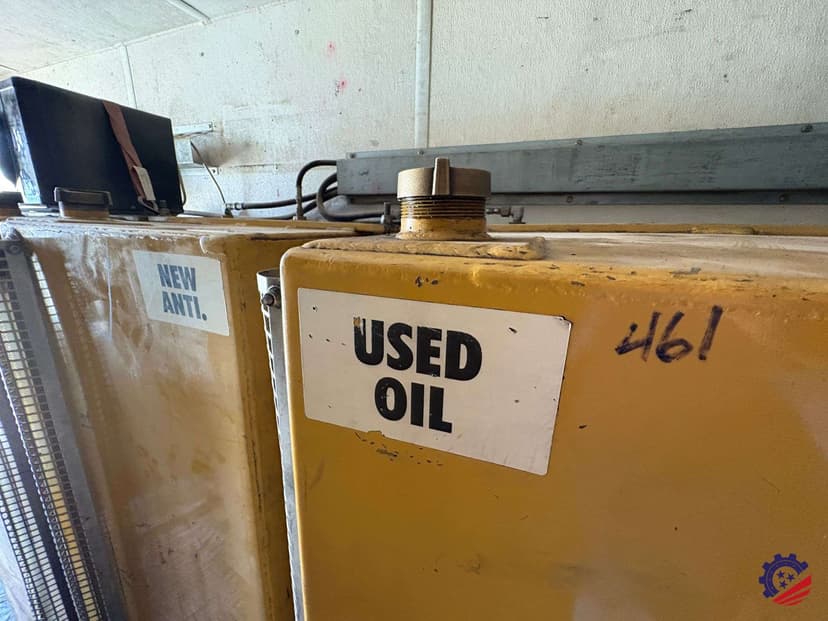 NEW
ANTI.
USED
OIL
461